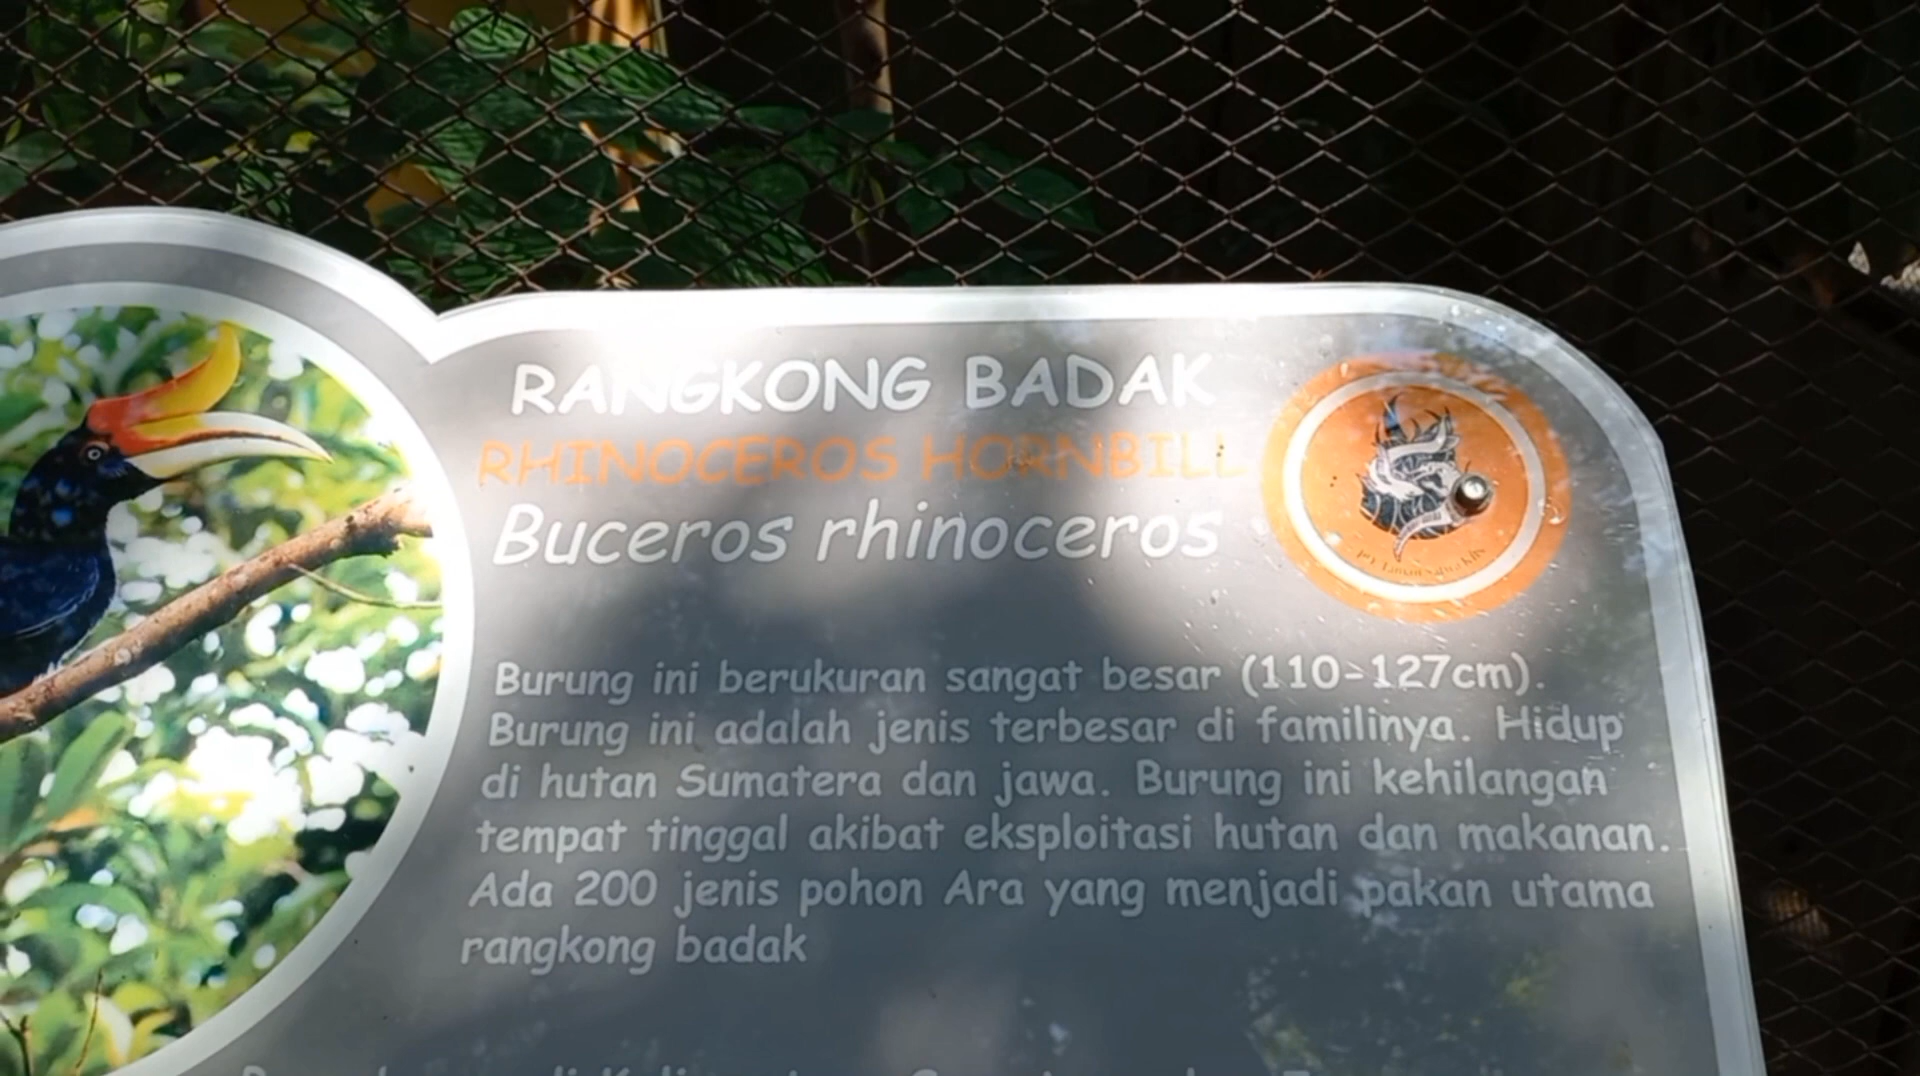 RANGKONG BADAK
RHINOCEROS HORNBILL
Buceros rhinoceros
Burung ini berukuran sangat besar (110-127cm).
Burung ini adalah jenis terbesar di familinya. Hidup
di hutan Sumatera dan jawa. Burung ini kehilangan
tempat tinggal akibat eksploitasi hutan dan makanan.
Ada 200 jenis pohon Ara yang menjadi pakan utama
rangkong badak